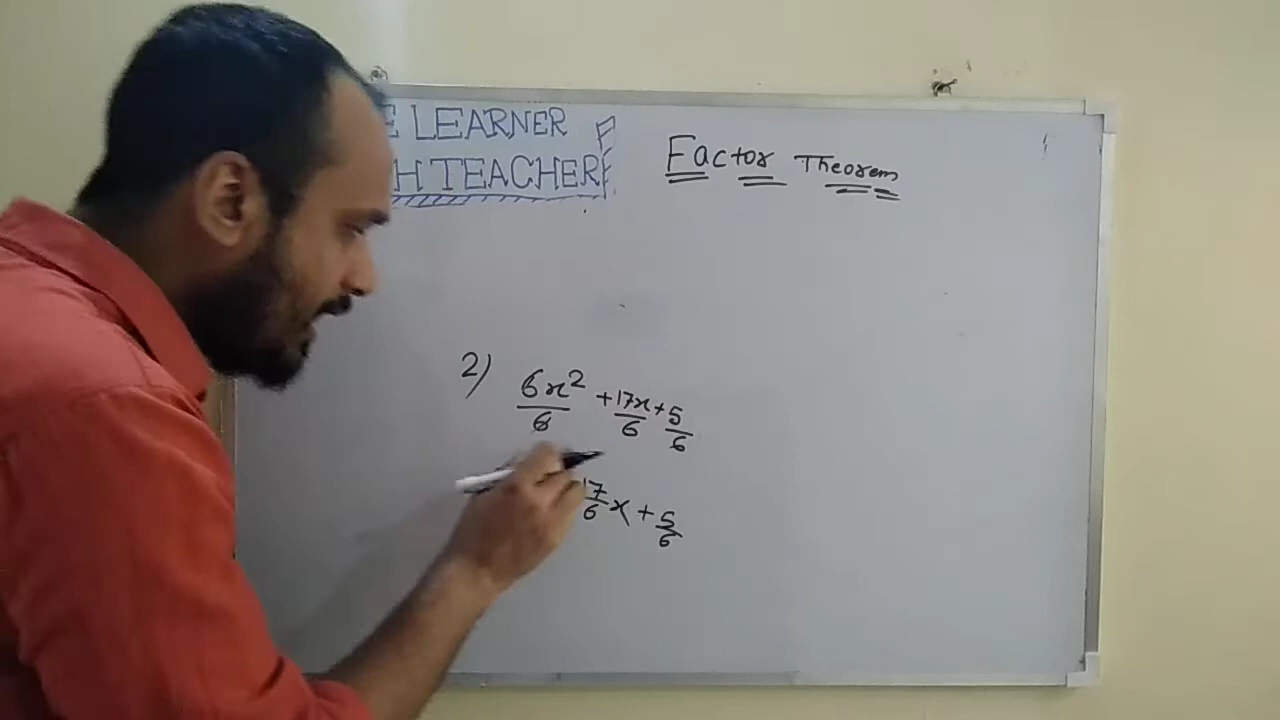 LEARNER
TEACHER
Factor Theorem
2) 6x²/6 + 17x/6 + 5/6
17/6 x + 5/6